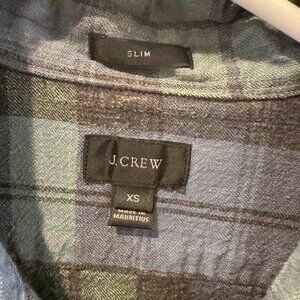 SLIM
J.CREW
XS
MADE IN
MAURITIUS